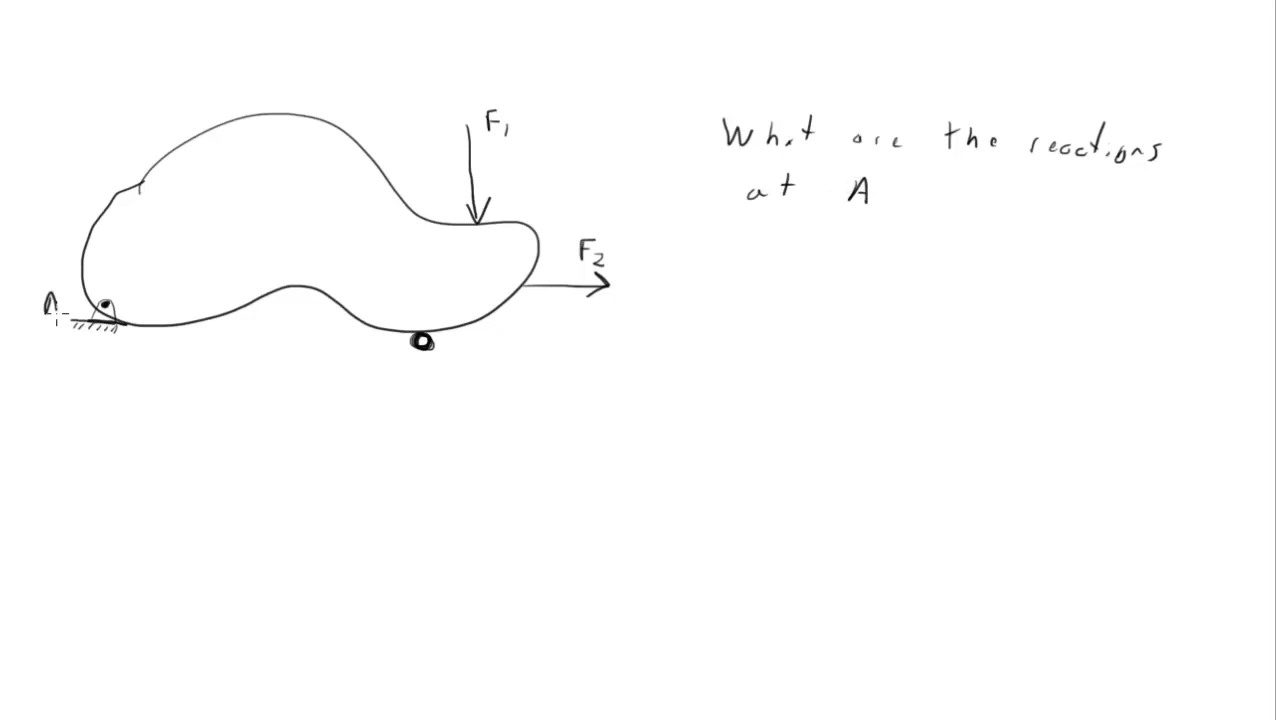 F₁
What are the reactions
at A
F₂
A